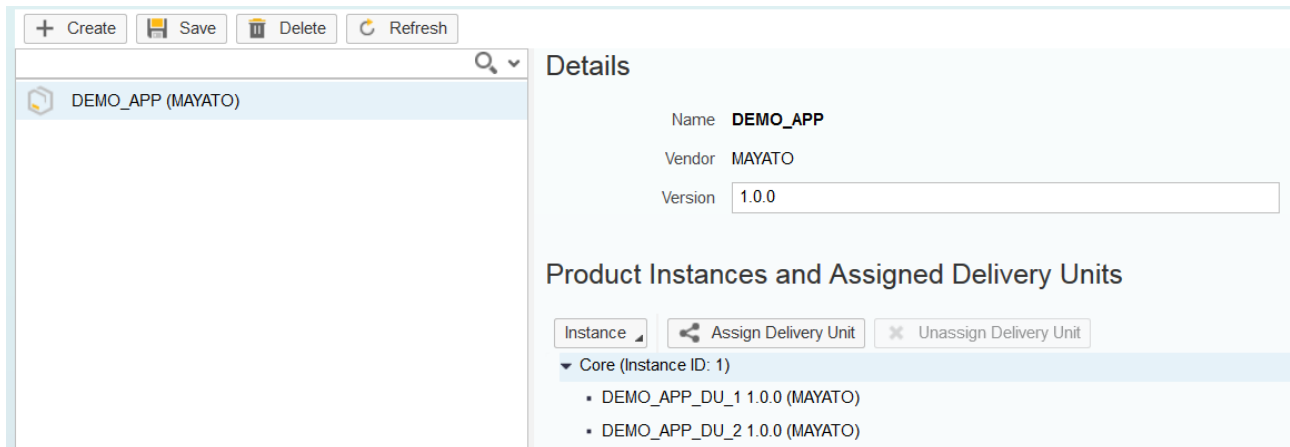 Create Save Delete Refresh
DEMO_APP (MAYATO)
Details
Name DEMO_APP
Vendor MAYATO
Version 1.0.0
Product Instances and Assigned Delivery Units
Instance Assign Delivery Unit Unassign Delivery Unit
Core (Instance ID: 1)
DEMO_APP_DU_1 1.0.0 (MAYATO)
DEMO_APP_DU_2 1.0.0 (MAYATO)